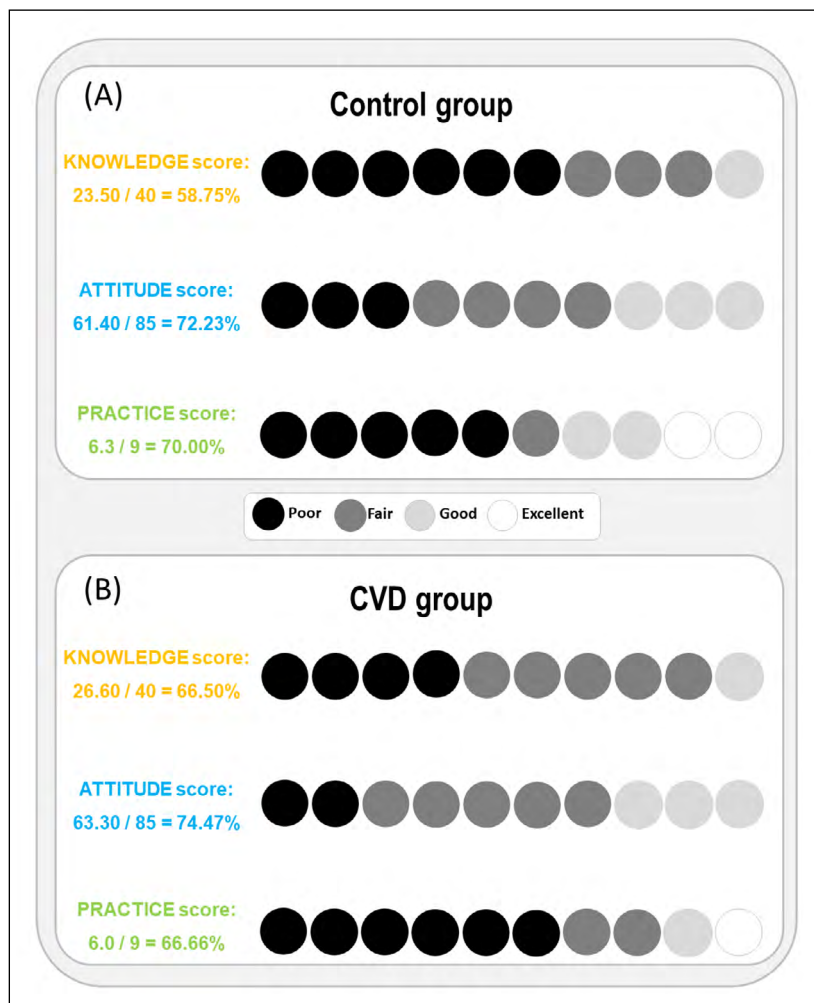 (A)
Control group
KNOWLEDGE score:
23.50 / 40 = 58.75%
ATTITUDE score:
61.40 / 85 = 72.23%
PRACTICE score:
6.3 / 9 = 70.00%
Poor Fair Good Excellent
(B)
CVD group
KNOWLEDGE score:
26.60 / 40 = 66.50%
ATTITUDE score:
63.30 / 85 = 74.47%
PRACTICE score:
6.0 / 9 = 66.66%